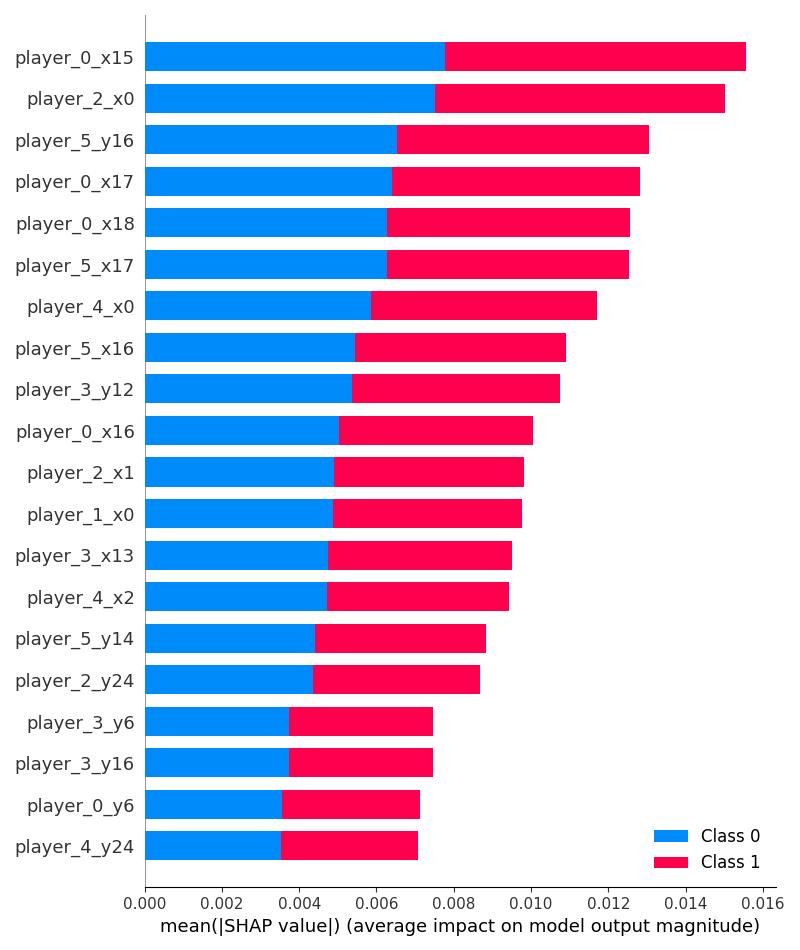 player_0_x15
player_2_x0
player_5_y16
player_0_x17
player_0_x18
player_5_x17
player_4_x0
player_5_x16
player_3_y12
player_0_x16
player_2_x1
player_1_x0
player_3_x13
player_4_x2
player_5_y14
player_2_y24
player_3_y6
player_3_y16
player_0_y6
player_4_y24
Class 0
Class 1
0.000 0.002 0.004 0.006 0.008 0.010 0.012 0.014 0.016
mean(|SHAP value|) (average impact on model output magnitude)